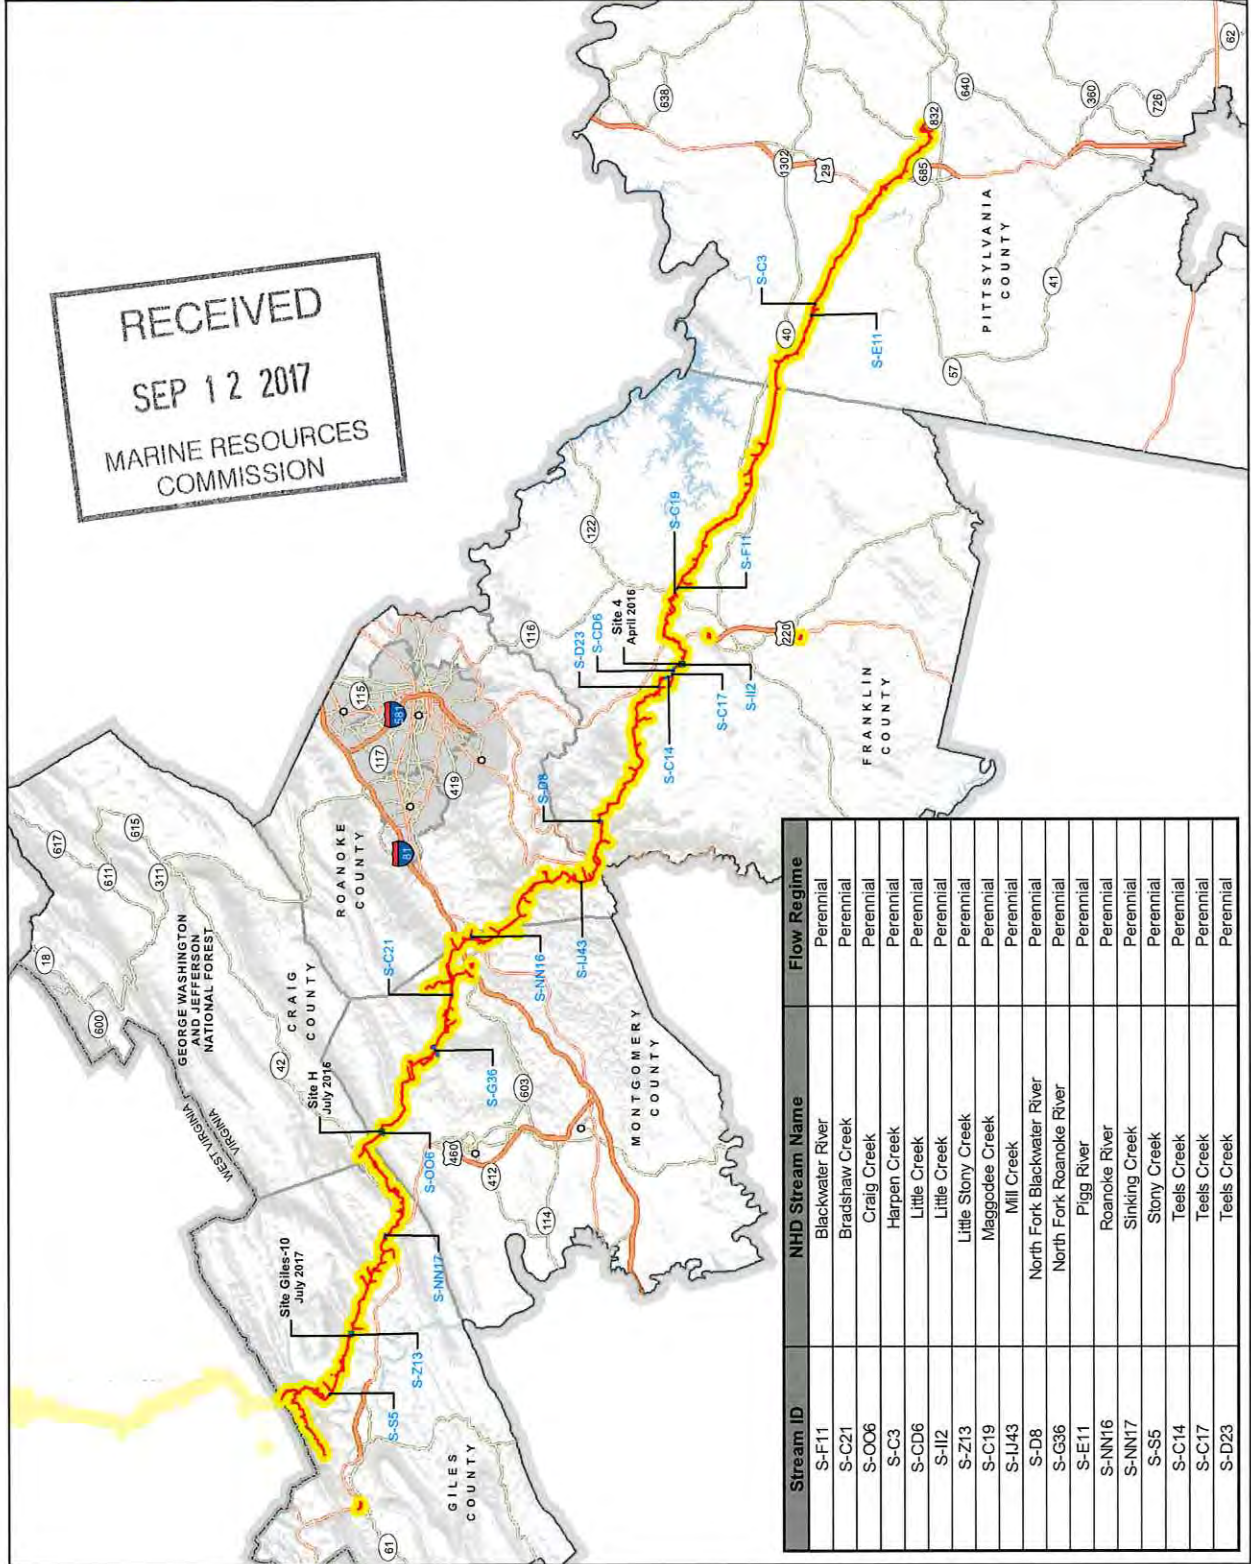 RECEIVED
SEP 12 2017
MARINE RESOURCES
COMMISSION
18
600
617
611
615
311
GEORGE WASHINGTON
AND JEFFERSON
NATIONAL FOREST
WEST VIRGINIA
VIRGINIA
42
CRAIG
COUNTY
ROANOKE
COUNTY
115
581
117
419
81
116
122
638
1302
29
640
360
726
62
832
685
PITTSYLVANIA
COUNTY
41
57
40
220
FRANKLIN
COUNTY
MONTGOMERY
COUNTY
603
460
412
114
GILES
COUNTY
61
Site Giles-10
July 2017
S-S5
S-Z13
S-NN17
Site H
July 2016
S-OO6
S-G36
S-C21
S-NN16
S-IJ43
S-D8
S-C14
S-D23
S-CD6
Site 4
April 2016
S-C17
S-II2
S-C19
S-F11
S-C3
S-E11
Stream ID NHD Stream Name Flow Regime
S-F11 Blackwater River Perennial
S-C21 Bradshaw Creek Perennial
S-OO6 Craig Creek Perennial
S-C3 Harpen Creek Perennial
S-CD6 Little Creek Perennial
S-II2 Little Creek Perennial
S-Z13 Little Stony Creek Perennial
S-C19 Maggodee Creek Perennial
S-IJ43 Mill Creek Perennial
S-D8 North Fork Blackwater River Perennial
S-G36 North Fork Roanoke River Perennial
S-E11 Pigg River Perennial
S-NN16 Roanoke River Perennial
S-NN17 Sinking Creek Perennial
S-S5 Stony Creek Perennial
S-C14 Teels Creek Perennial
S-C17 Teels Creek Perennial
S-D23 Teels Creek Perennial